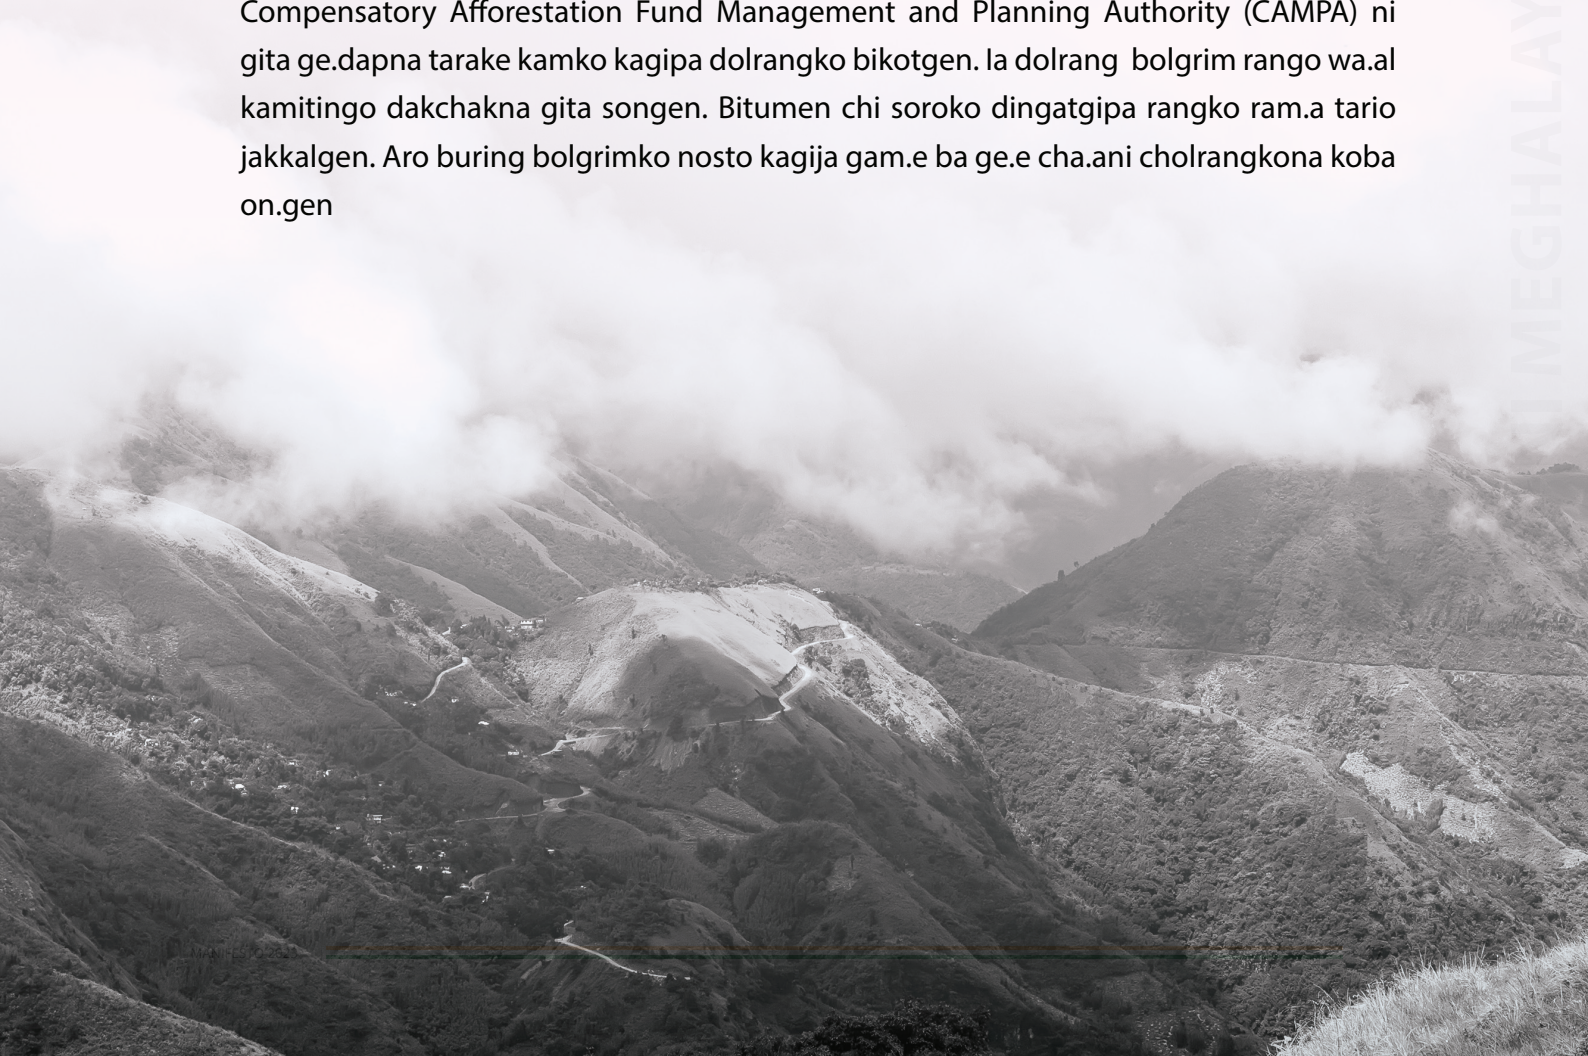 Compensatory Afforestation Fund Management and Planning Authority (CAMPA) ni
gita ge.dapna tarake kamko kagipa dolrangko bikotgen. Ia dolrang bolgrim rango wa.al
kamitingo dakchakna gita songen. Bitumen chi soroko dingatgipa rangko ram.a tario
jakkalgen. Aro buring bolgrimko nosto kagija gam.e ba ge.e cha.ani cholrangkona koba
on.gen
MEGHALAY
MANIFESTO